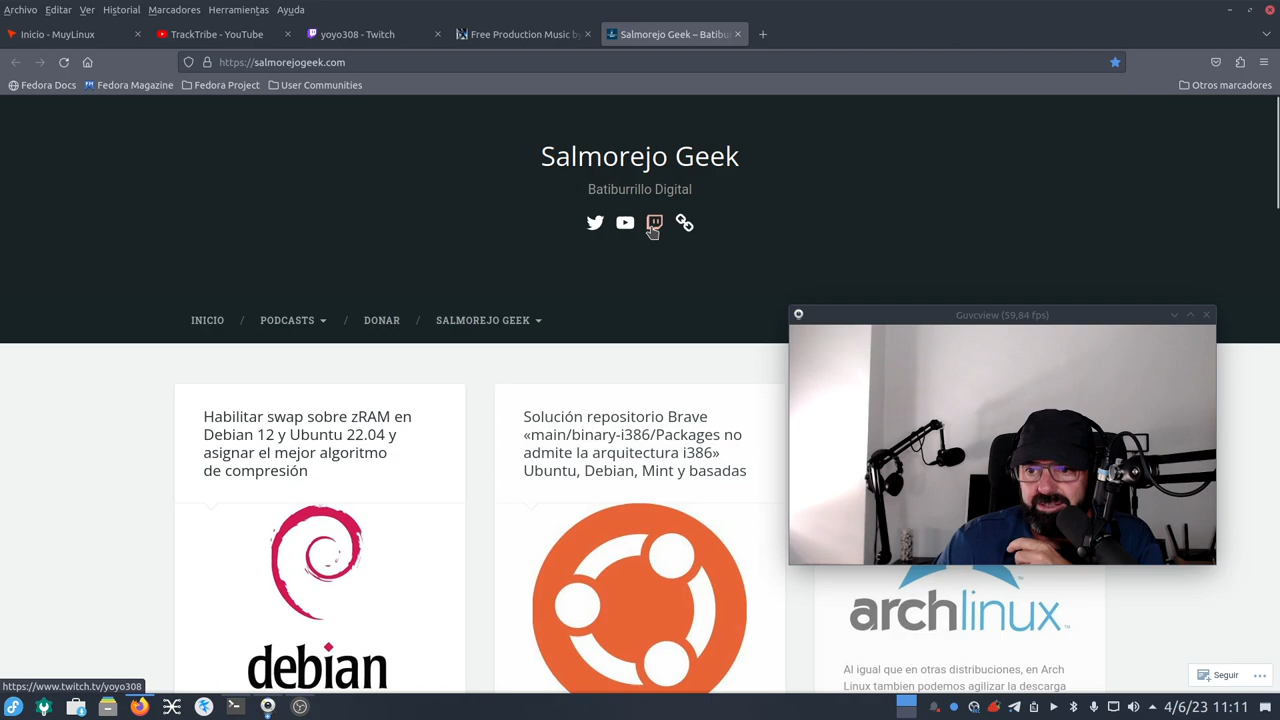 Archivo Editar Ver Historial Marcadores Herramientas Ayuda
Inicio - MuyLinux
TrackTribe - YouTube
yoyo308 - Twitch
Free Production Music by
Salmorejo Geek – Batibur
https://salmorejogeek.com
Fedora Docs
Fedora Magazine
Fedora Project
User Communities
Otros marcadores
Salmorejo Geek
Batiburrillo Digital
INICIO / PODCASTS / DONAR / SALMOREJO GEEK
Guvcview (59,84 fps)
Habilitar swap sobre zRAM en
Debian 12 y Ubuntu 22.04 y
asignar el mejor algoritmo
de compresión
debian
Solución repositorio Brave
«main/binary-i386/Packages no
admite la arquitectura i386»
Ubuntu, Debian, Mint y basadas
archlinux™
Al igual que en otras distribuciones, en Arch
Linux tambien podemos agilizar la descarga
Seguir
https://www.twitch.tv/yoyo308
4/6/23 11:11